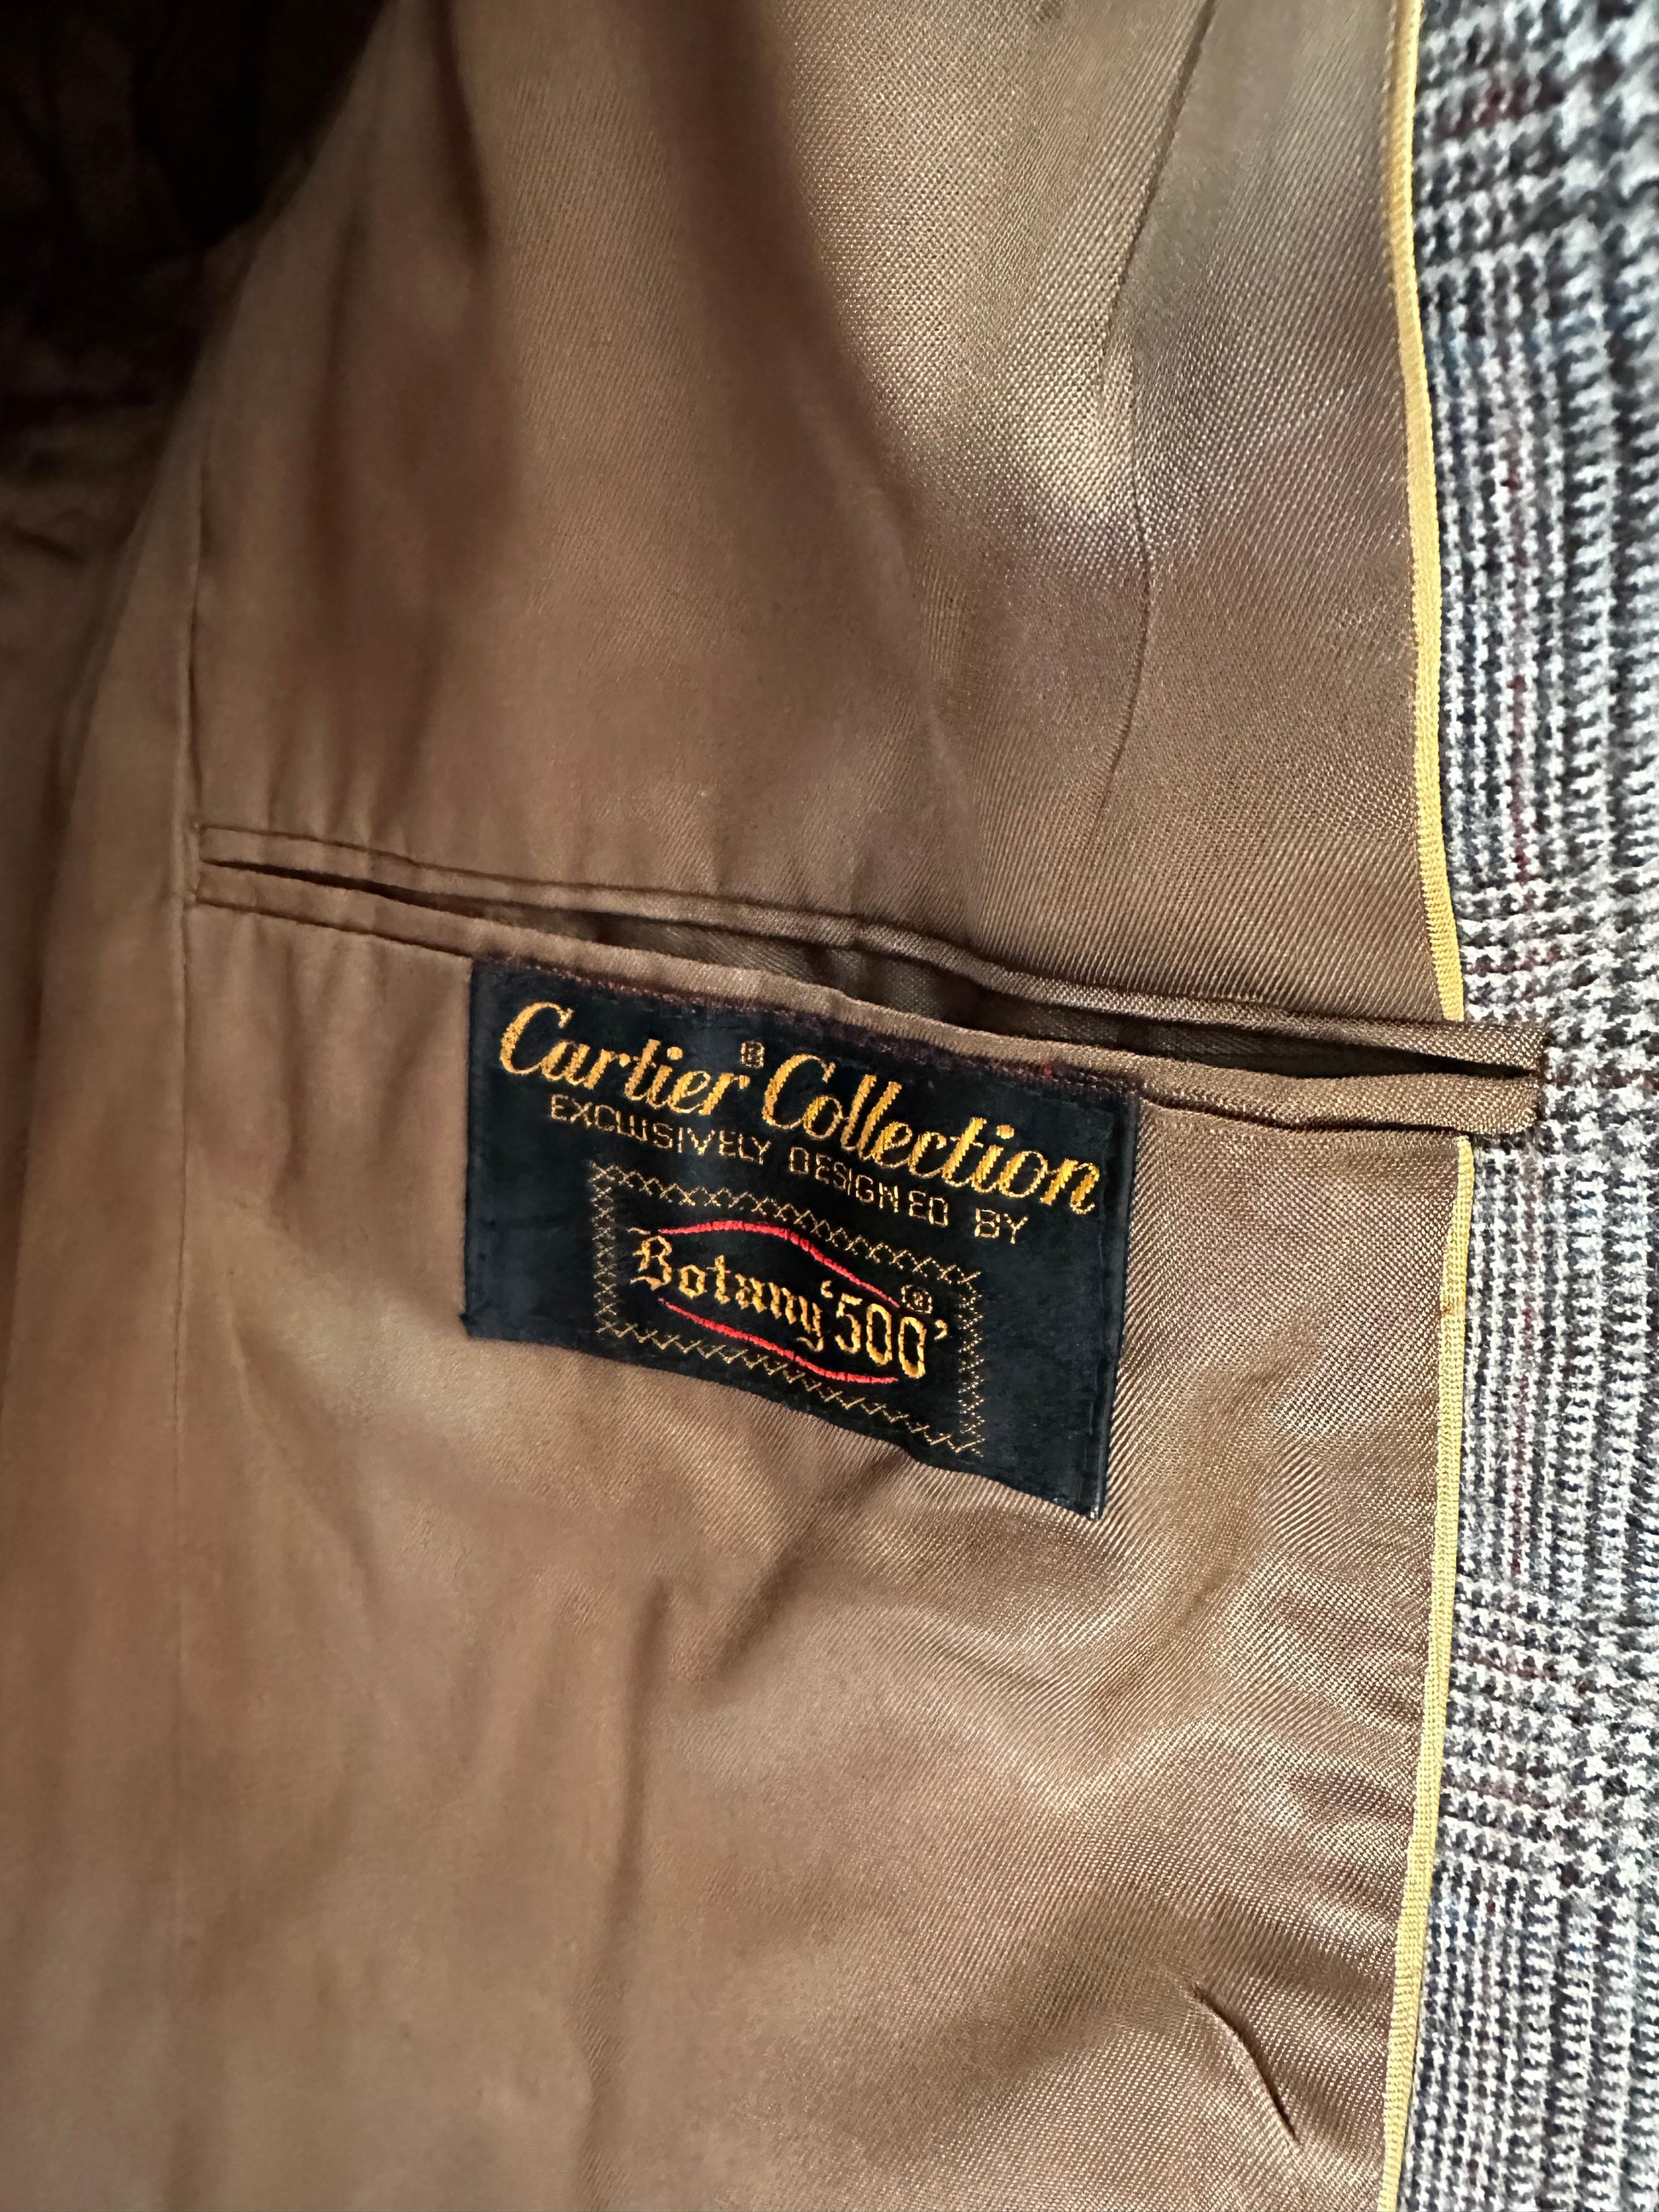 Cartier® Collection
EXCLUSIVELY DESIGNED BY
Botany ‘500’®